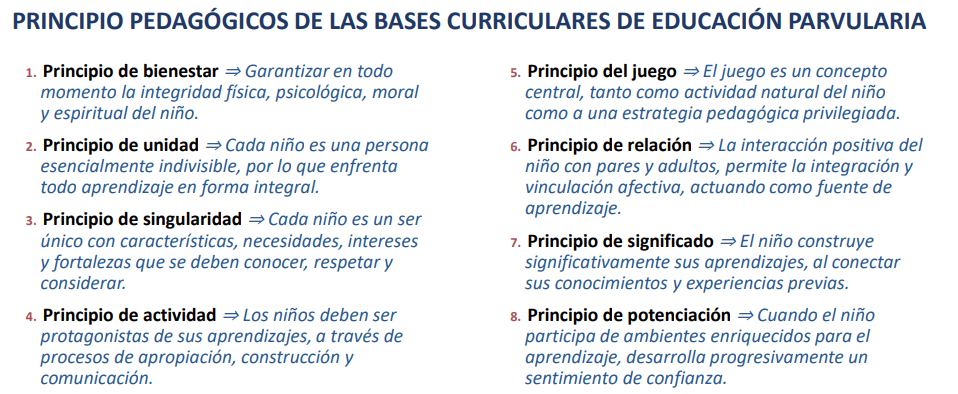 PRINCIPIO PEDAGÓGICOS DE LAS BASES CURRICULARES DE EDUCACIÓN PARVULARIA
1. Principio de bienestar ⇒ Garantizar en todo
momento la integridad física, psicológica, moral
y espiritual del niño.
2. Principio de unidad ⇒ Cada niño es una persona
esencialmente indivisible, por lo que enfrenta
todo aprendizaje en forma integral.
3. Principio de singularidad ⇒ Cada niño es un ser
único con características, necesidades, intereses
y fortalezas que se deben conocer, respetar y
considerar.
4. Principio de actividad ⇒ Los niños deben ser
protagonistas de sus aprendizajes, a través de
procesos de apropiación, construcción y
comunicación.
5. Principio del juego ⇒ El juego es un concepto
central, tanto como actividad natural del niño
como a una estrategia pedagógica privilegiada.
6. Principio de relación ⇒ La interacción positiva del
niño con pares y adultos, permite la integración y
vinculación afectiva, actuando como fuente de
aprendizaje.
7. Principio de significado ⇒ El niño construye
significativamente sus aprendizajes, al conectar
sus conocimientos y experiencias previas.
8. Principio de potenciación ⇒ Cuando el niño
participa de ambientes enriquecidos para el
aprendizaje, desarrolla progresivamente un
sentimiento de confianza.